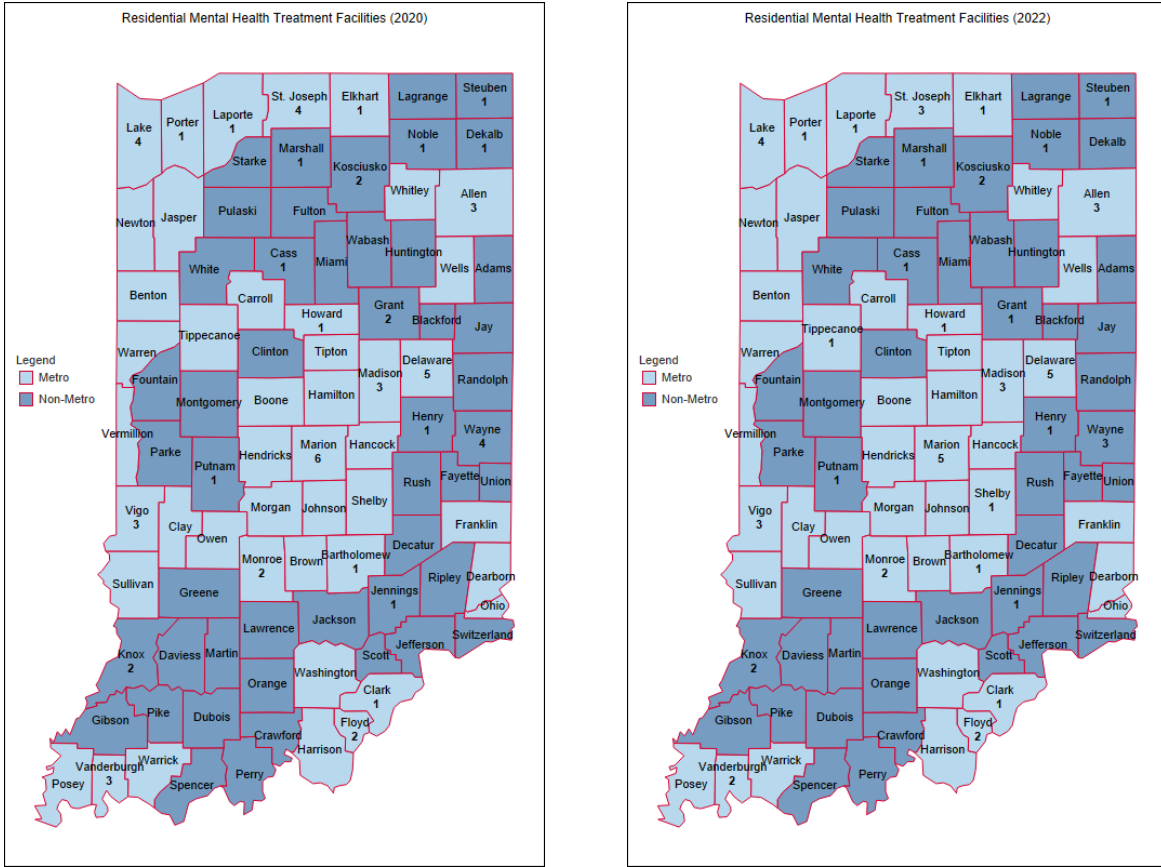 Residential Mental Health Treatment Facilities (2020)
St. Joseph
4
Elkhart
1
Lagrange
Steuben
1
Lake
4
Porter
1
Laporte
1
Noble
1
Dekalb
1
Starke
Marshall
1
Kosciusko
2
Whitley
Allen
3
Newton
Jasper
Pulaski
Fulton
Wabash
Huntington
White
Cass
1
Miami
Wells
Adams
Benton
Carroll
Grant
2
Howard
1
Blackford
Jay
Tippecanoe
Warren
Clinton
Tipton
Madison
3
Delaware
5
Legend
Metro
Non-Metro
Fountain
Montgomery
Boone
Hamilton
Randolph
Vermillion
Henry
1
Wayne
4
Parke
Putnam
1
Hendricks
Marion
6
Hancock
Rush
Fayette
Union
Vigo
3
Clay
Owen
Morgan
Johnson
Shelby
Franklin
Sullivan
Monroe
2
Brown
Bartholomew
1
Decatur
Ripley
Dearborn
Ohio
Greene
Jennings
1
Lawrence
Jackson
Jefferson
Switzerland
Knox
2
Daviess
Martin
Scott
Orange
Washington
Clark
1
Gibson
Pike
Dubois
Floyd
2
Crawford
Harrison
Posey
Vanderburgh
3
Warrick
Spencer
Perry
Residential Mental Health Treatment Facilities (2022)
St. Joseph
3
Elkhart
1
Lagrange
Steuben
1
Lake
4
Porter
1
Laporte
1
Noble
1
Dekalb
Starke
Marshall
1
Kosciusko
2
Whitley
Allen
3
Newton
Jasper
Pulaski
Fulton
Wabash
Huntington
White
Cass
1
Miami
Wells
Adams
Benton
Carroll
Grant
1
Howard
1
Blackford
Jay
Tippecanoe
1
Warren
Clinton
Tipton
Madison
3
Delaware
5
Legend
Metro
Non-Metro
Fountain
Montgomery
Boone
Hamilton
Randolph
Vermillion
Henry
1
Wayne
3
Parke
Putnam
1
Hendricks
Marion
5
Hancock
Rush
Fayette
Union
Vigo
3
Clay
Owen
Morgan
Johnson
Shelby
1
Franklin
Sullivan
Monroe
2
Brown
Bartholomew
1
Decatur
Ripley
Dearborn
Ohio
Greene
Jennings
1
Lawrence
Jackson
Jefferson
Switzerland
Knox
2
Daviess
Martin
Scott
Orange
Washington
Clark
1
Gibson
Pike
Dubois
Floyd
2
Crawford
Harrison
Posey
Vanderburgh
2
Warrick
Spencer
Perry